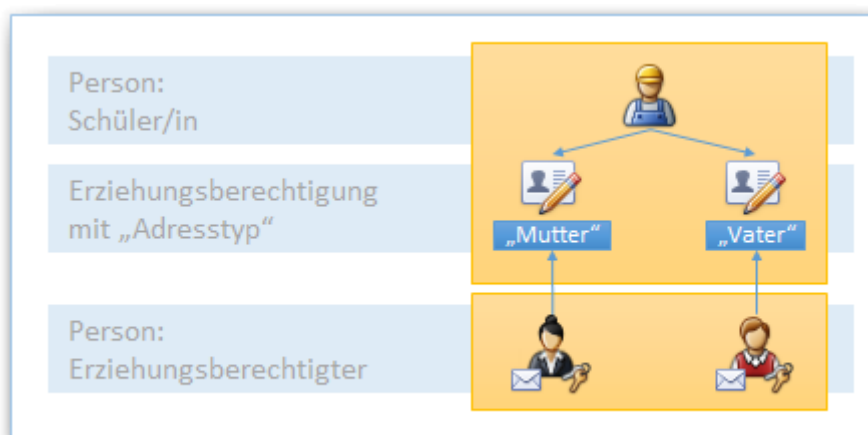 Person:
Schüler/in
Erziehungsberechtigung
mit „Adresstyp“
„Mutter“
„Vater“
Person:
Erziehungsberechtigter